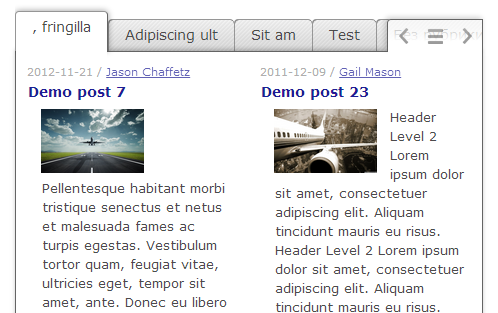 , fringilla
Adipiscing ult
Sit am
Test
2012-11-21 / Jason Chaffetz
Demo post 7
Pellentesque habitant morbi
tristique senectus et netus
et malesuada fames ac
turpis egestas. Vestibulum
tortor quam, feugiat vitae,
ultricies eget, tempor sit
amet, ante. Donec eu libero
2011-12-09 / Gail Mason
Demo post 23
Header
Level 2
Lorem
ipsum dolor
sit amet, consectetuer
adipiscing elit. Aliquam
tincidunt mauris eu risus.
Header Level 2 Lorem ipsum
dolor sit amet, consectetuer
adipiscing elit. Aliquam
tincidunt mauris eu risus.